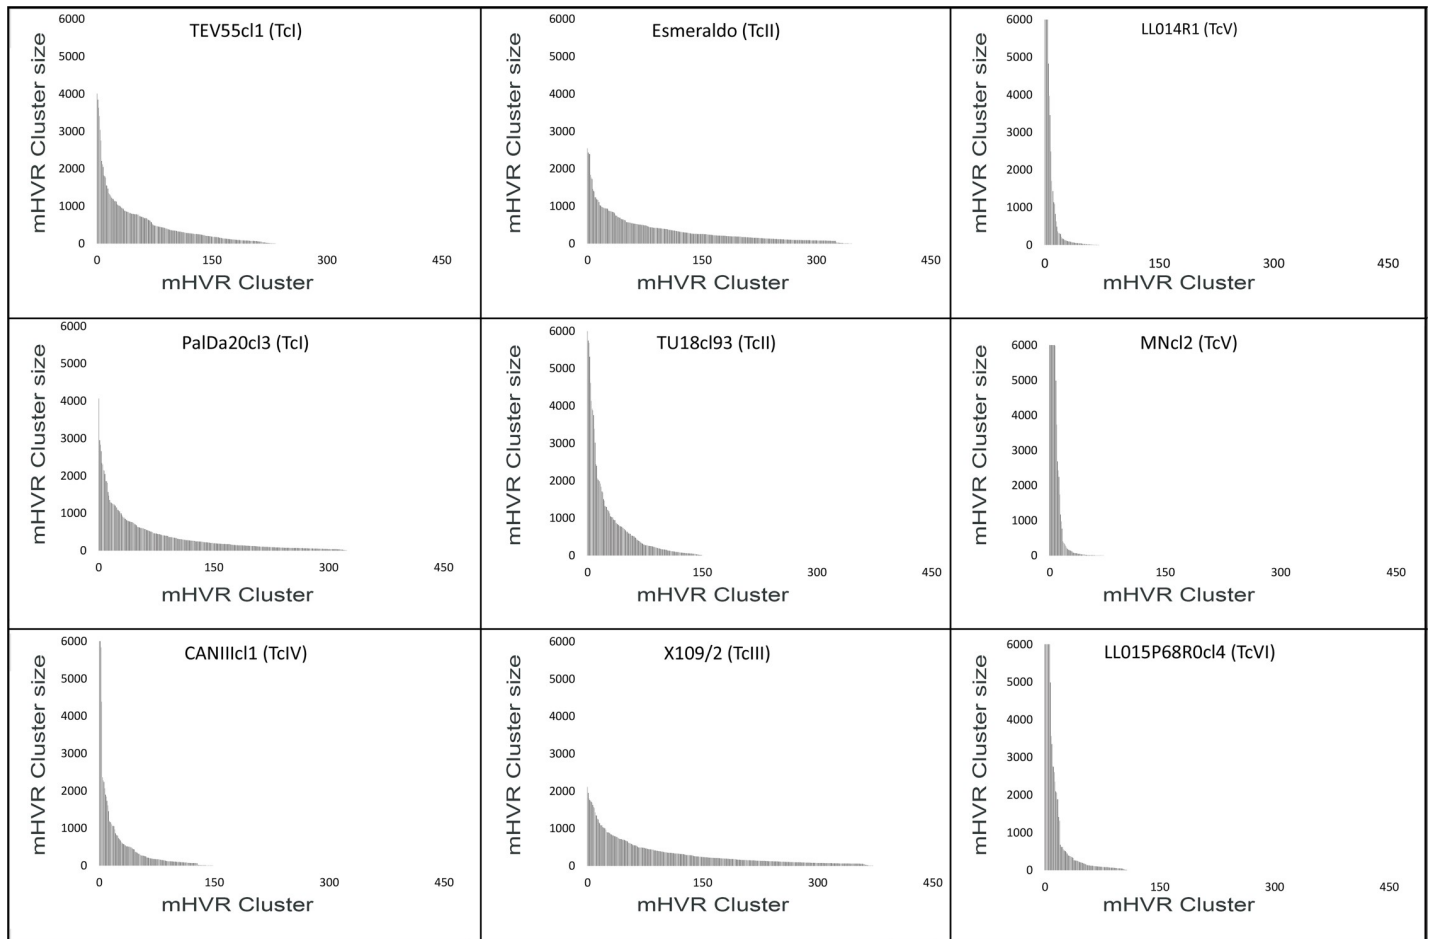 TEV55cl1 (TcI)
mHVR Cluster size
6000
5000
4000
3000
2000
1000
0
0 150 300 450
mHVR Cluster
Esmeraldo (TcII)
mHVR Cluster size
6000
5000
4000
3000
2000
1000
0
0 150 300 450
mHVR Cluster
LL014R1 (TcV)
mHVR Cluster size
6000
5000
4000
3000
2000
1000
0
0 150 300 450
mHVR Cluster
PalDa20cl3 (TcI)
mHVR Cluster size
6000
5000
4000
3000
2000
1000
0
0 150 300 450
mHVR Cluster
TU18cl93 (TcII)
mHVR Cluster size
6000
5000
4000
3000
2000
1000
0
0 150 300 450
mHVR Cluster
MNcl2 (TcV)
mHVR Cluster size
6000
5000
4000
3000
2000
1000
0
0 150 300 450
mHVR Cluster
CANIIIcl1 (TcIV)
mHVR Cluster size
6000
5000
4000
3000
2000
1000
0
0 150 300 450
mHVR Cluster
X109/2 (TcIII)
mHVR Cluster size
6000
5000
4000
3000
2000
1000
0
0 150 300 450
mHVR Cluster
LL015P68R0cl4 (TcVI)
mHVR Cluster size
6000
5000
4000
3000
2000
1000
0
0 150 300 450
mHVR Cluster